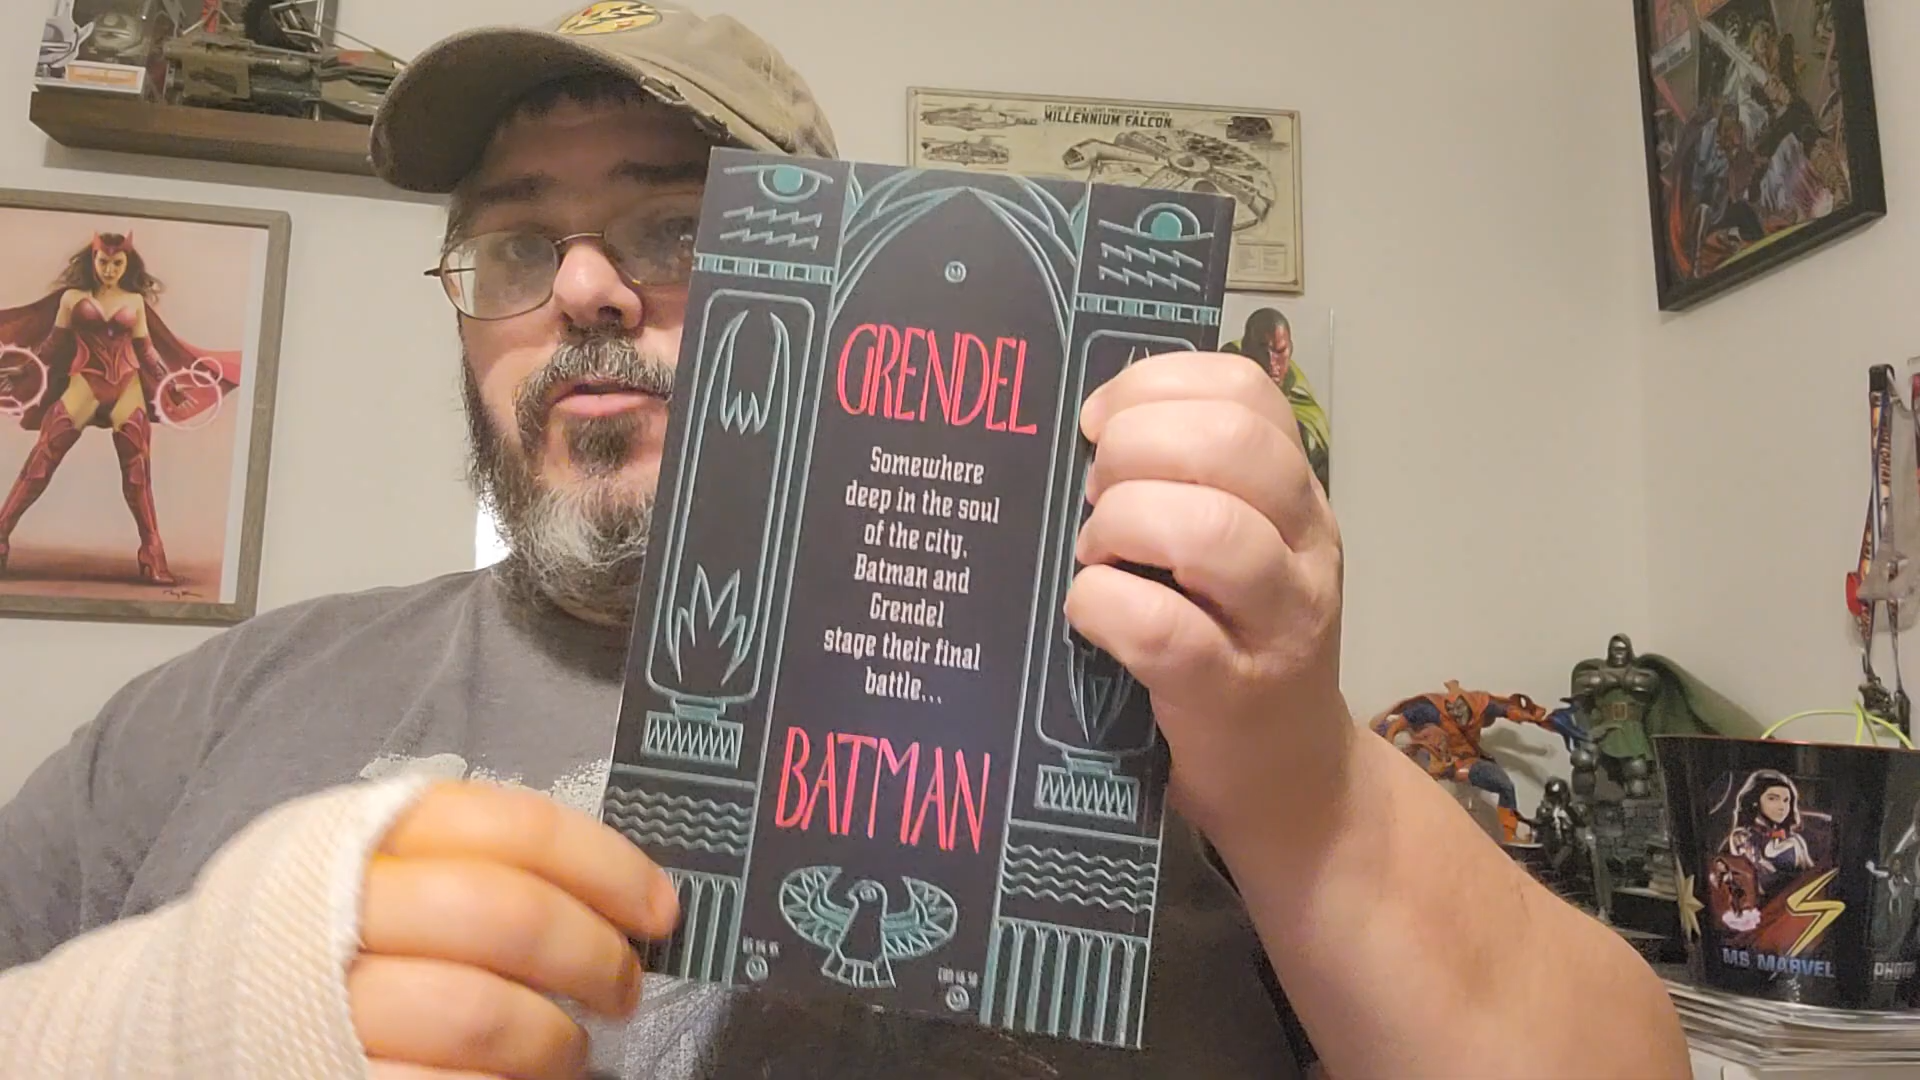 MILLENNIUM FALCON
GRENDEL
Somewhere
deep in the soul
of the city,
Batman and
Grendel
stage their final
battle...
BATMAN
MS MARVEL